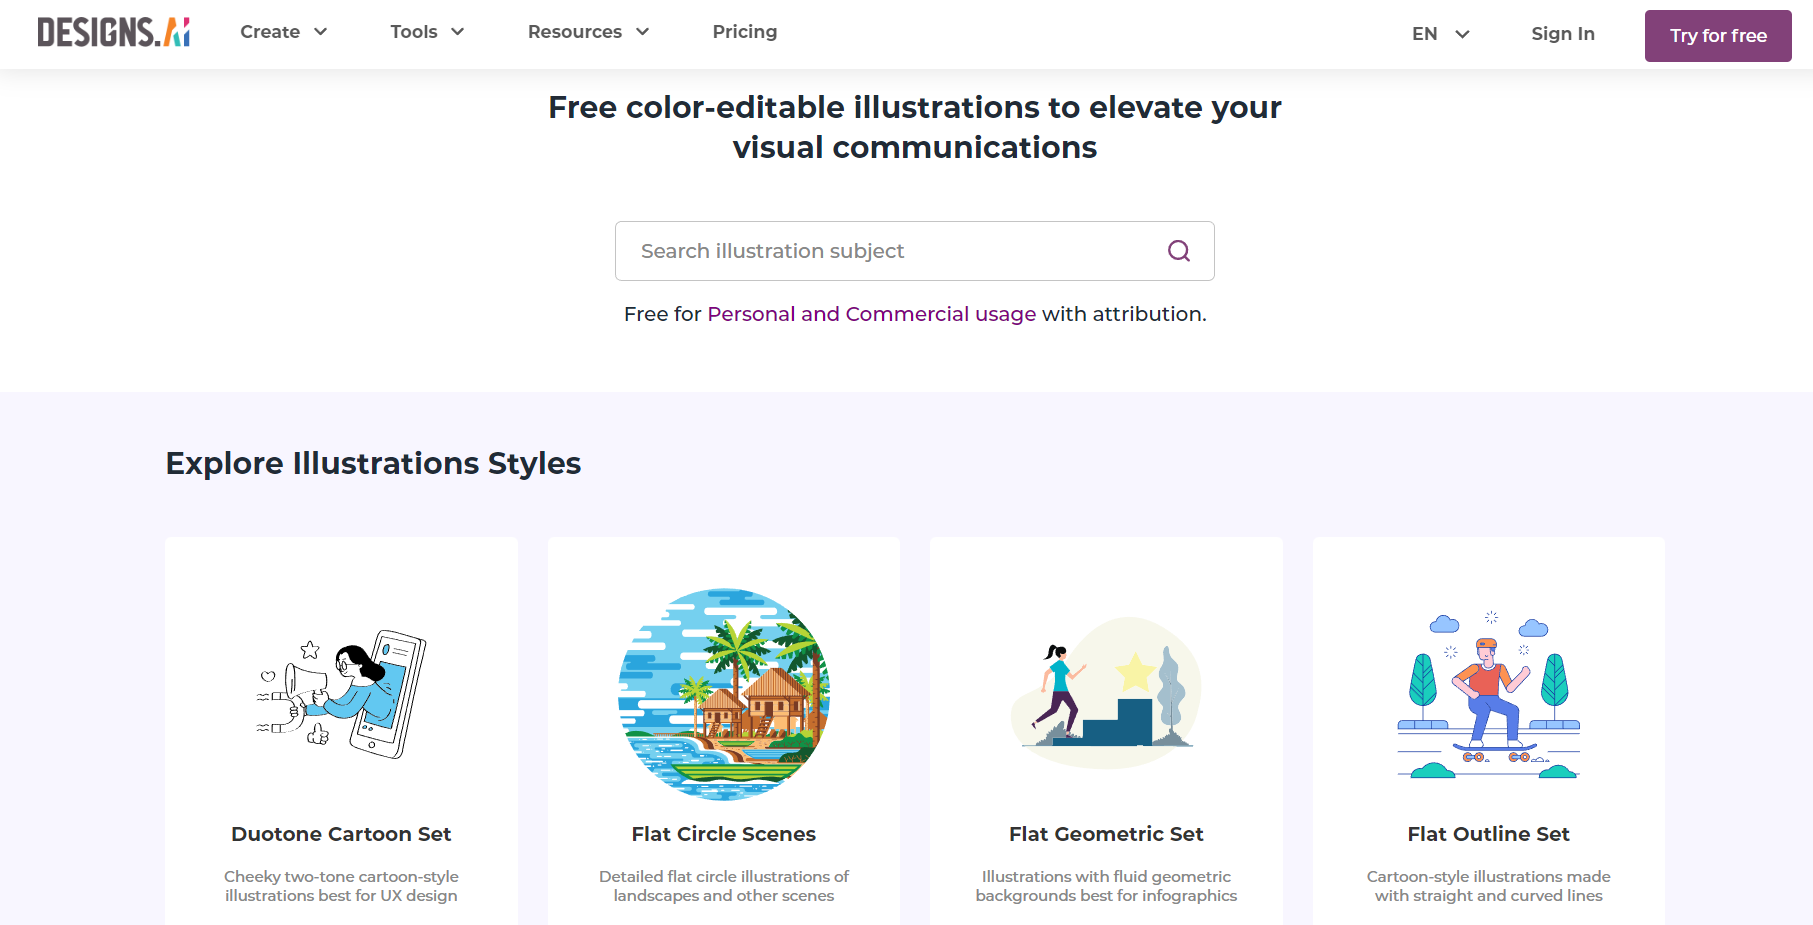 DESIGNS.AI Create Tools Resources Pricing EN Sign In Try for free
Free color-editable illustrations to elevate your
visual communications
Search illustration subject
Free for Personal and Commercial usage with attribution.
Explore Illustrations Styles
Duotone Cartoon Set
Cheeky two-tone cartoon-style
illustrations best for UX design
Flat Circle Scenes
Detailed flat circle illustrations of
landscapes and other scenes
Flat Geometric Set
Illustrations with fluid geometric
backgrounds best for infographics
Flat Outline Set
Cartoon-style illustrations made
with straight and curved lines